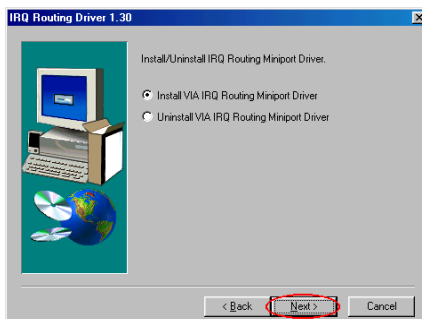 IRQ Routing Driver 1.30
Install/Uninstall IRQ Routing Miniport Driver.
Install VIA IRQ Routing Miniport Driver
Uninstall VIA IRQ Routing Miniport Driver
< Back Next > Cancel